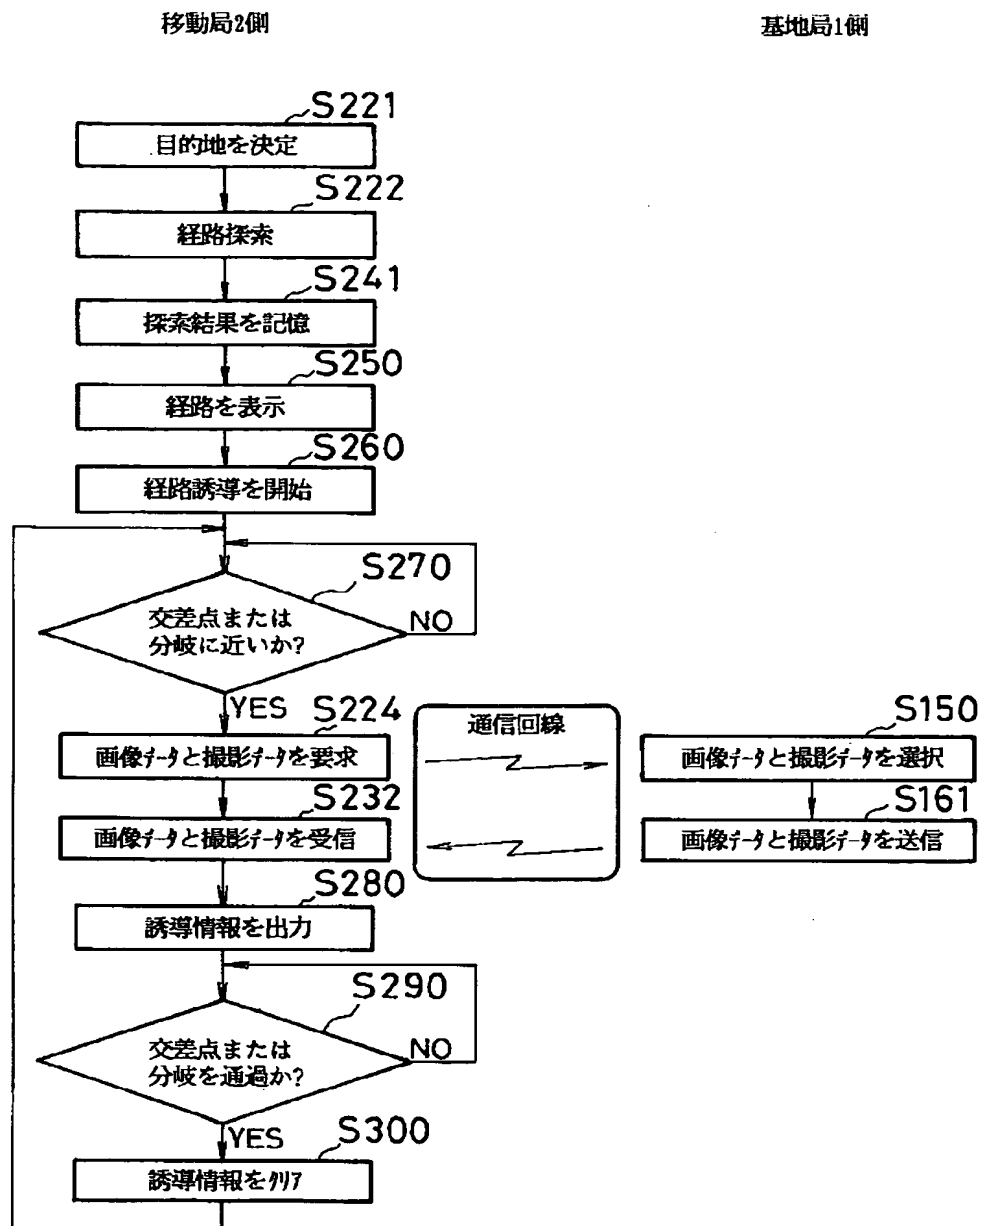 移動局2側
基地局1側
S221
目的地を決定
S222
経路探索
S241
探索結果を記憶
S250
経路を表示
S260
経路誘導を開始
S270
交差点または
分岐に近いか?
NO
YES
S224
画像データと撮影データを要求
通信回線
S150
画像データと撮影データを選択
S232
画像データと撮影データを受信
S161
画像データと撮影データを送信
S280
誘導情報を出力
S290
交差点または
分岐を通過か?
NO
YES
S300
誘導情報をクリア